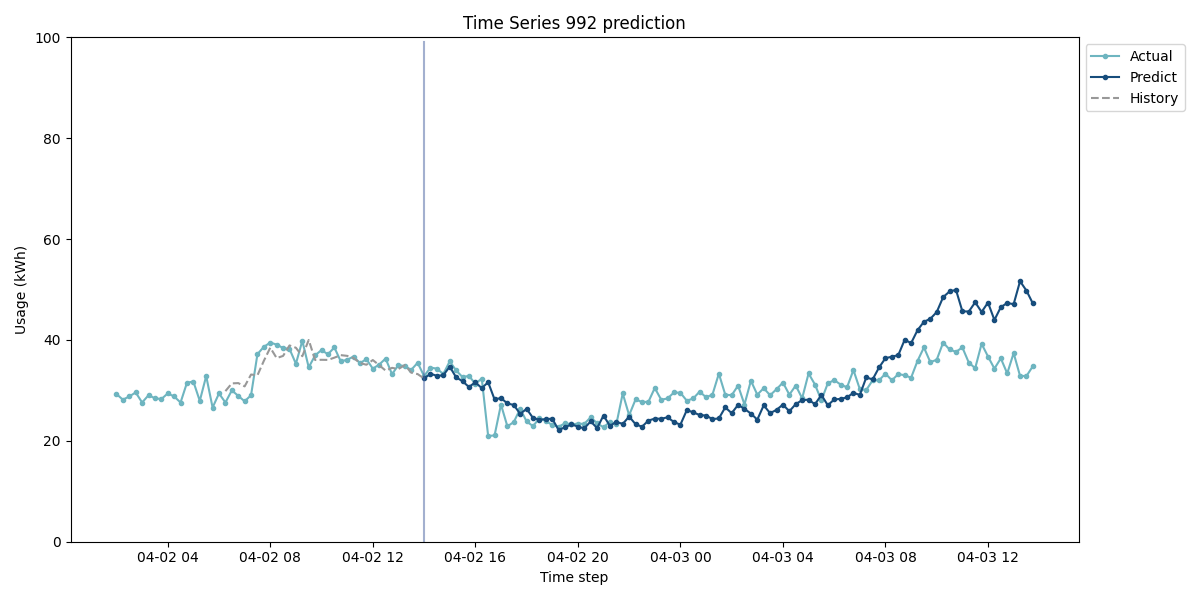 Time Series 992 prediction
100
80
60
40
20
0
Usage (kWh)
04-02 04
04-02 08
04-02 12
04-02 16
04-02 20
04-03 00
04-03 04
04-03 08
04-03 12
Time step
Actual
Predict
History